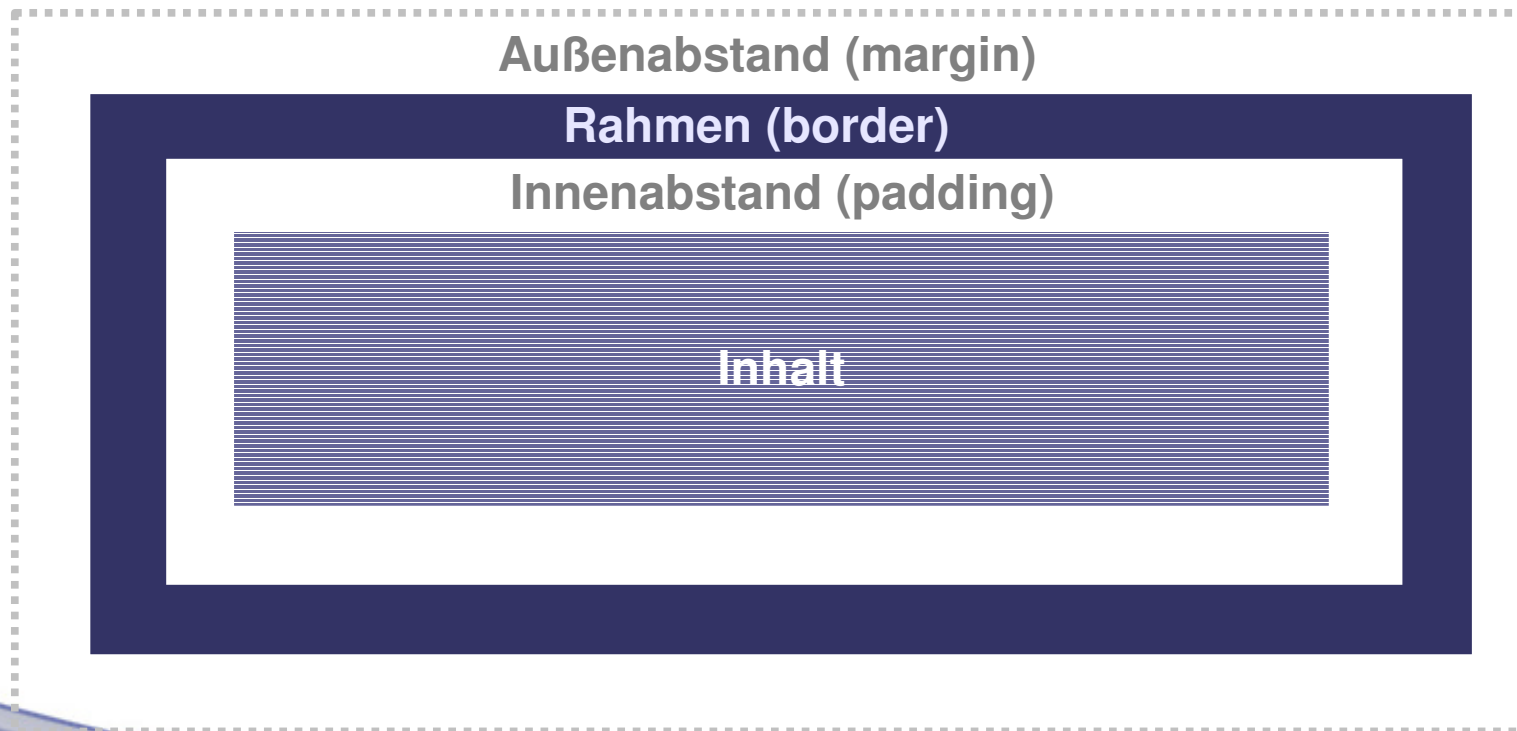 Außenabstand (margin)
Rahmen (border)
Innenabstand (padding)
Inhalt